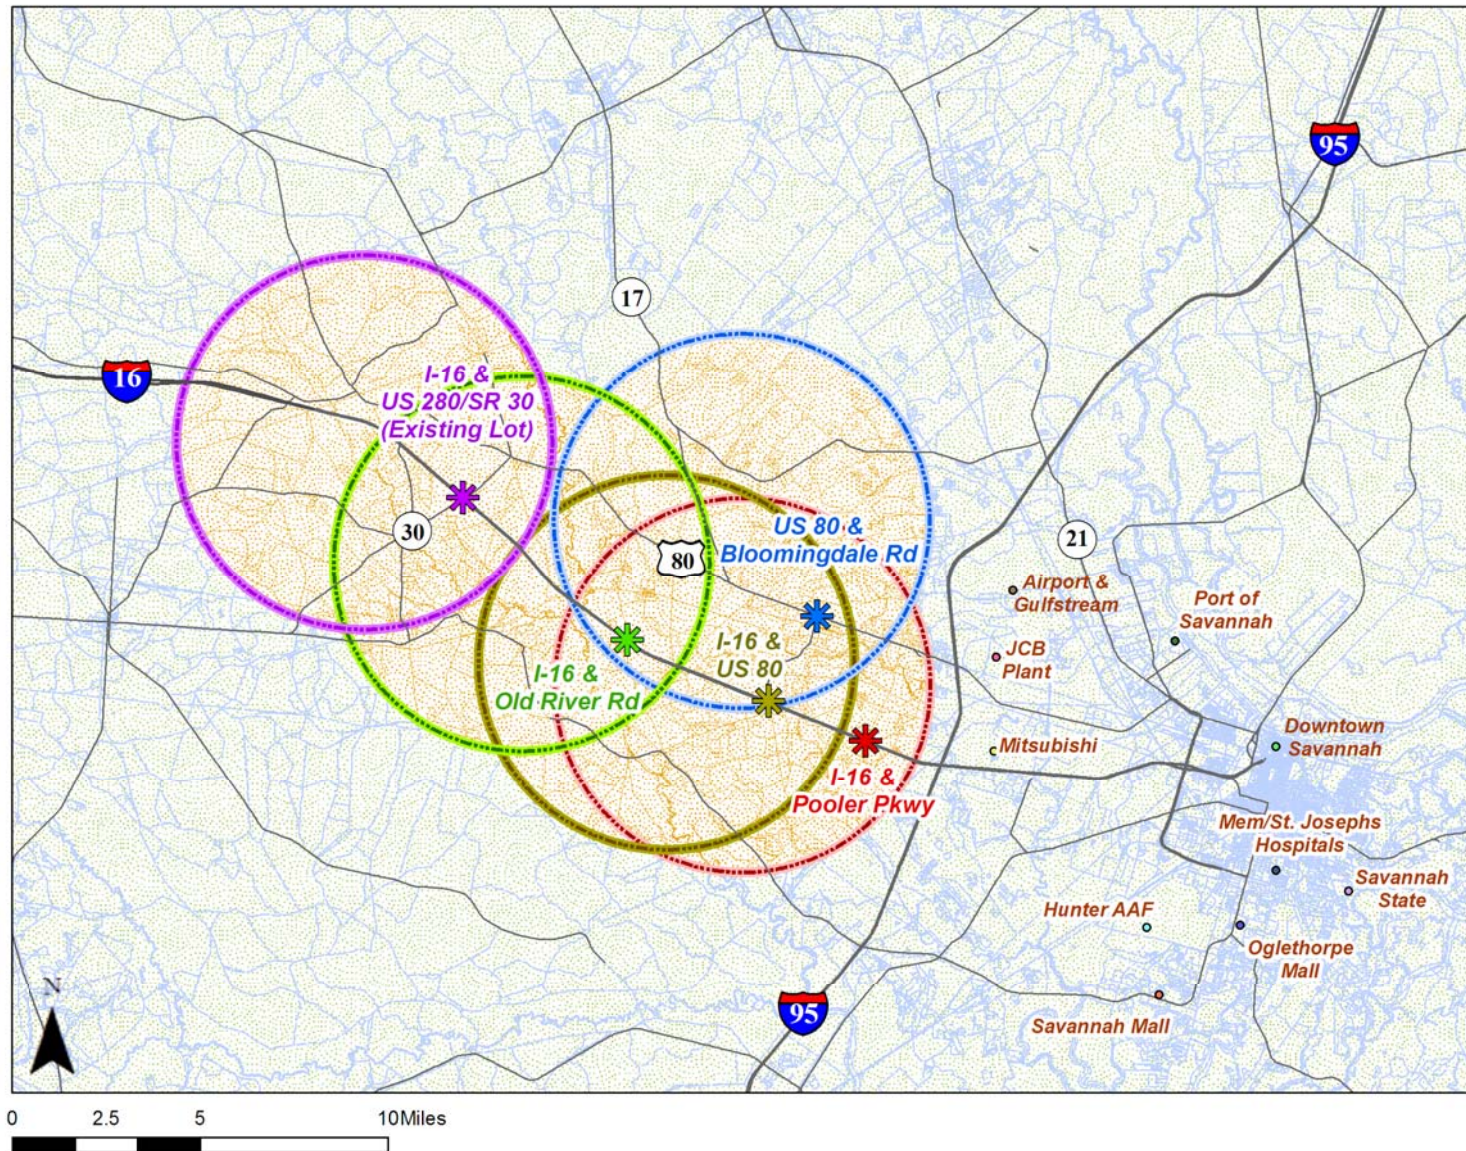 95
17
I-16 &
US 280/SR 30
(Existing Lot)
16
30
US 80 &
Bloomingdale Rd
80
21
Airport &
Gulfstream
Port of
Savannah
JCB
Plant
I-16 &
US 80
I-16 &
Old River Rd
Mitsubishi
Downtown
Savannah
I-16 &
Pooler Pkwy
Mem/St. Josephs
Hospitals
Savannah
State
Hunter AAF
Oglethorpe
Mall
N
95
Savannah Mall
0 2.5 5 10Miles